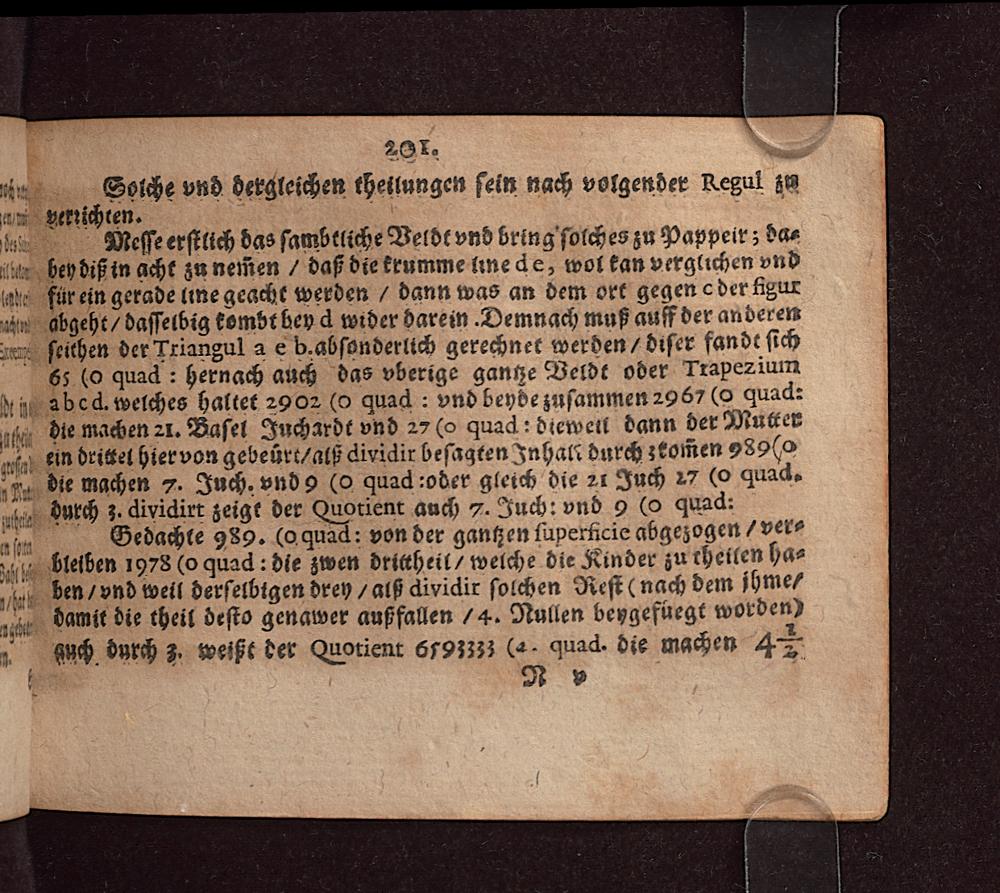 201.
Solche vnd dergleichen theilungen sein nach volgender Regul zu
verrichten.
Messe erstlich das sambtliche Veldt vnd bring solches zu Pappeir; da-
bey diß in acht zu nem̃en / daß die krumme line d e, wol kan verglichen vnd
für ein gerade line geacht werden / dann was an dem ort gegen c der figur
abgeht / dasselbig kombt bey d wider darein. Demnach muß auff der anderen
seithen der Triangul a e b. absonderlich gerechnet werden / diser fandt sich
65 (0 quad : hernach auch das vberige gantze Veldt oder Trapezium
a b c d. welches haltet 2902 (0 quad : vnd beyde zusammen 2967 (0 quad:
die machen 21. Basel Juchardt vnd 27 (0 quad: dieweil dann der Mutter
ein drittel hiervon gebeürt / alß dividir besagten Inhalt durch 3 kom̃en 989 (0
die machen 7. Juch. vnd 9 (0 quad: oder gleich die 21 Juch 27 (0 quad.
durch 3. dividirt zeigt der Quotient auch 7. Juch: vnd 9 (0 quad:
Gedachte 989. (0 quad: von der gantzen superficie abgezogen / ver-
bleiben 1978 (0 quad: die zwen drittheil / welche die Kinder zu theilen ha-
ben / vnd weil derselbigen drey / alß dividir solchen Rest (nach dem ihme /
damit die theil desto genawer außfallen / 4. Nullen beygefüegt worden)
auch durch 3. weißt der Quotient 6593333 (2. quad. die machen 4 1/2
N v